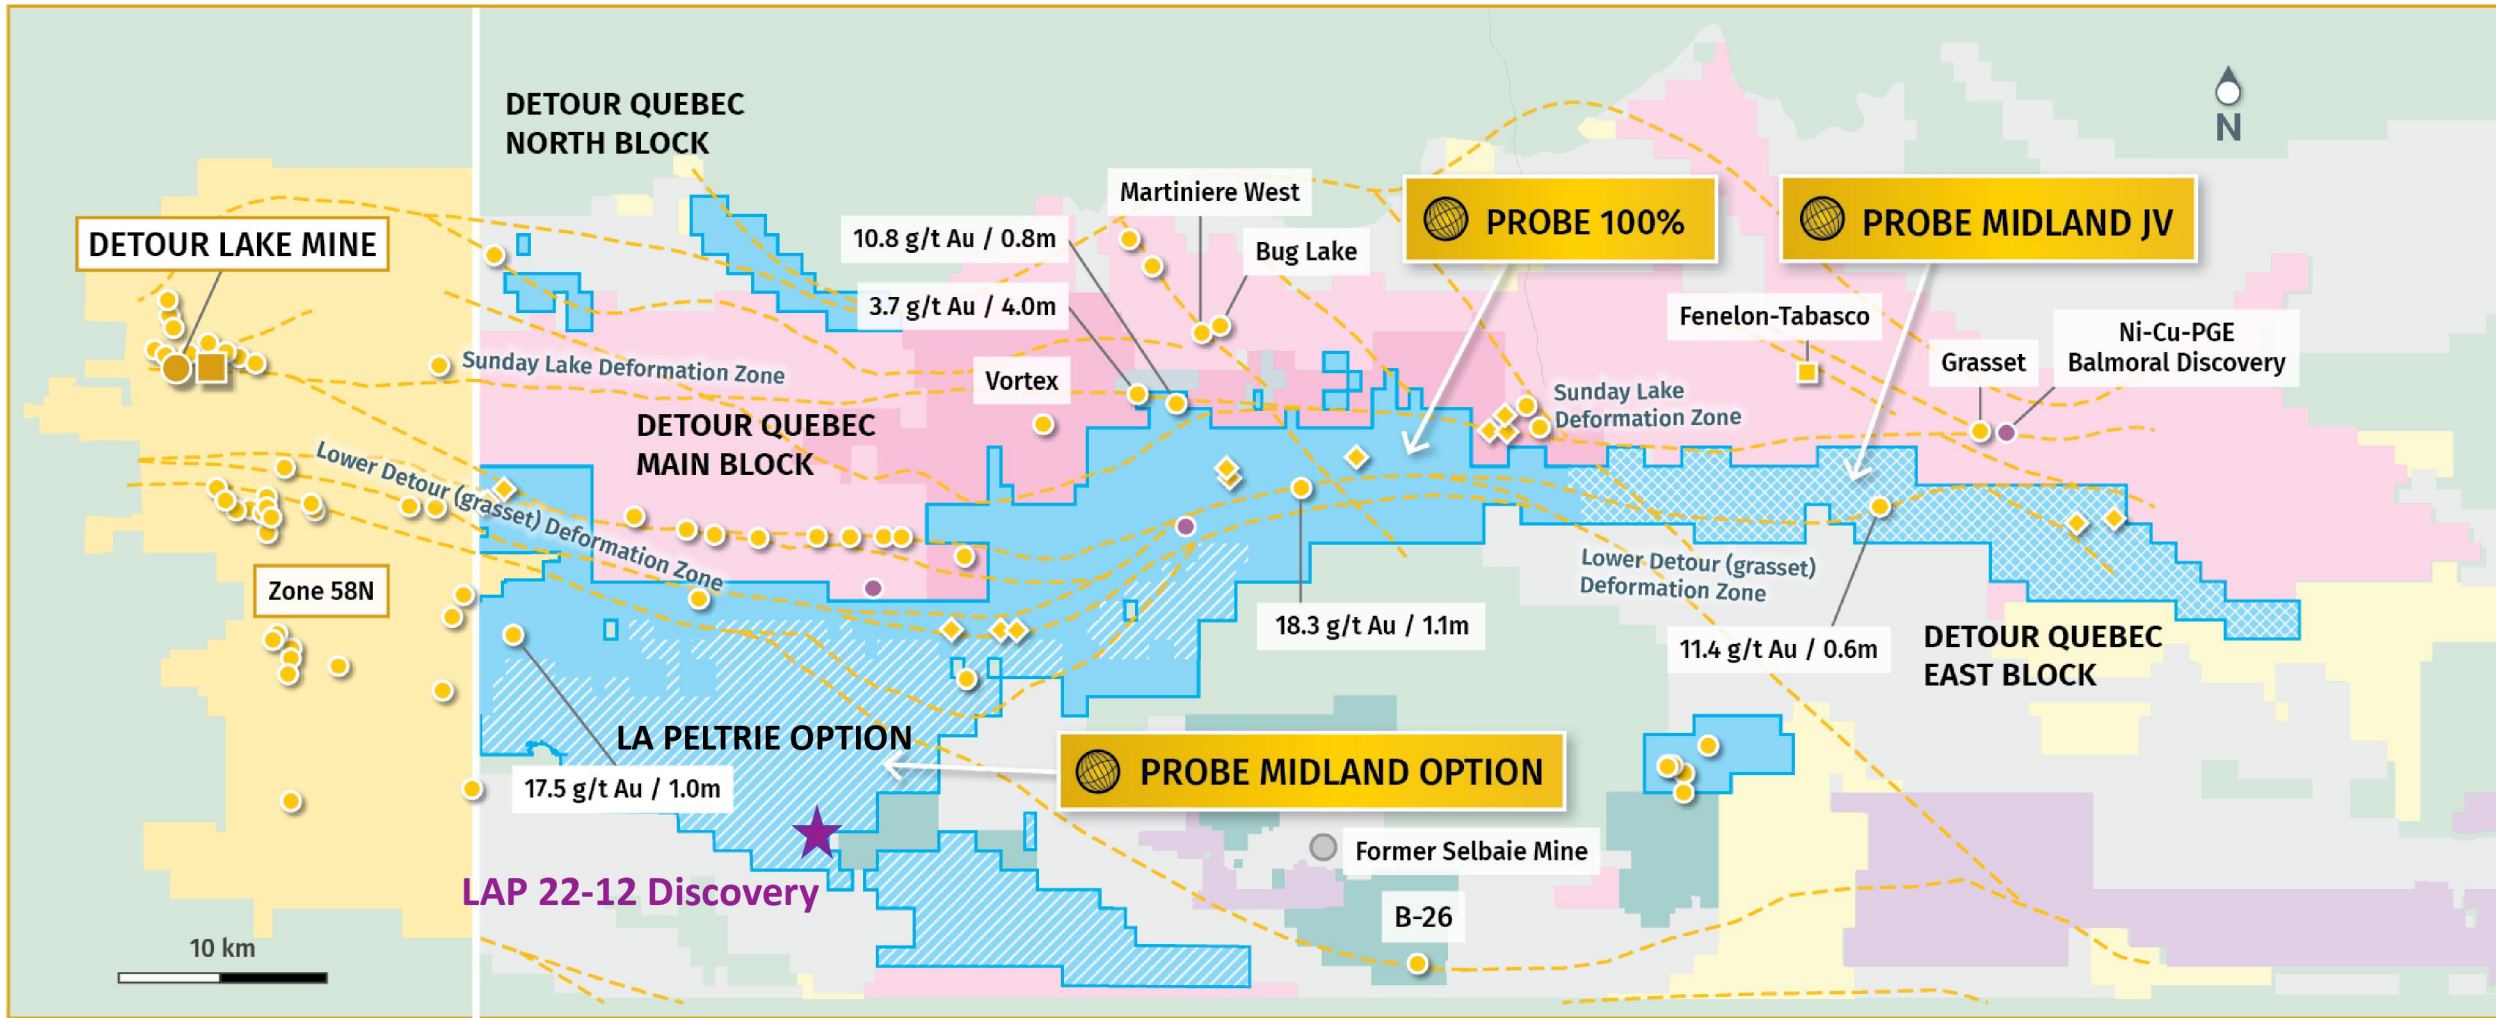 DETOUR QUEBEC
NORTH BLOCK
N
Martiniere West
PROBE 100%
PROBE MIDLAND JV
DETOUR LAKE MINE
10.8 g/t Au / 0.8m
Bug Lake
3.7 g/t Au / 4.0m
Fenelon-Tabasco
Ni-Cu-PGE
Balmoral Discovery
Grasset
Sunday Lake Deformation Zone
Vortex
Sunday Lake
Deformation Zone
DETOUR QUEBEC
MAIN BLOCK
Lower Detour (grasset) Deformation Zone
Lower Detour (grasset)
Deformation Zone
Zone 58N
18.3 g/t Au / 1.1m
11.4 g/t Au / 0.6m
DETOUR QUEBEC
EAST BLOCK
LA PELTRIE OPTION
PROBE MIDLAND OPTION
17.5 g/t Au / 1.0m
Former Selbaie Mine
LAP 22-12 Discovery
B-26
10 km